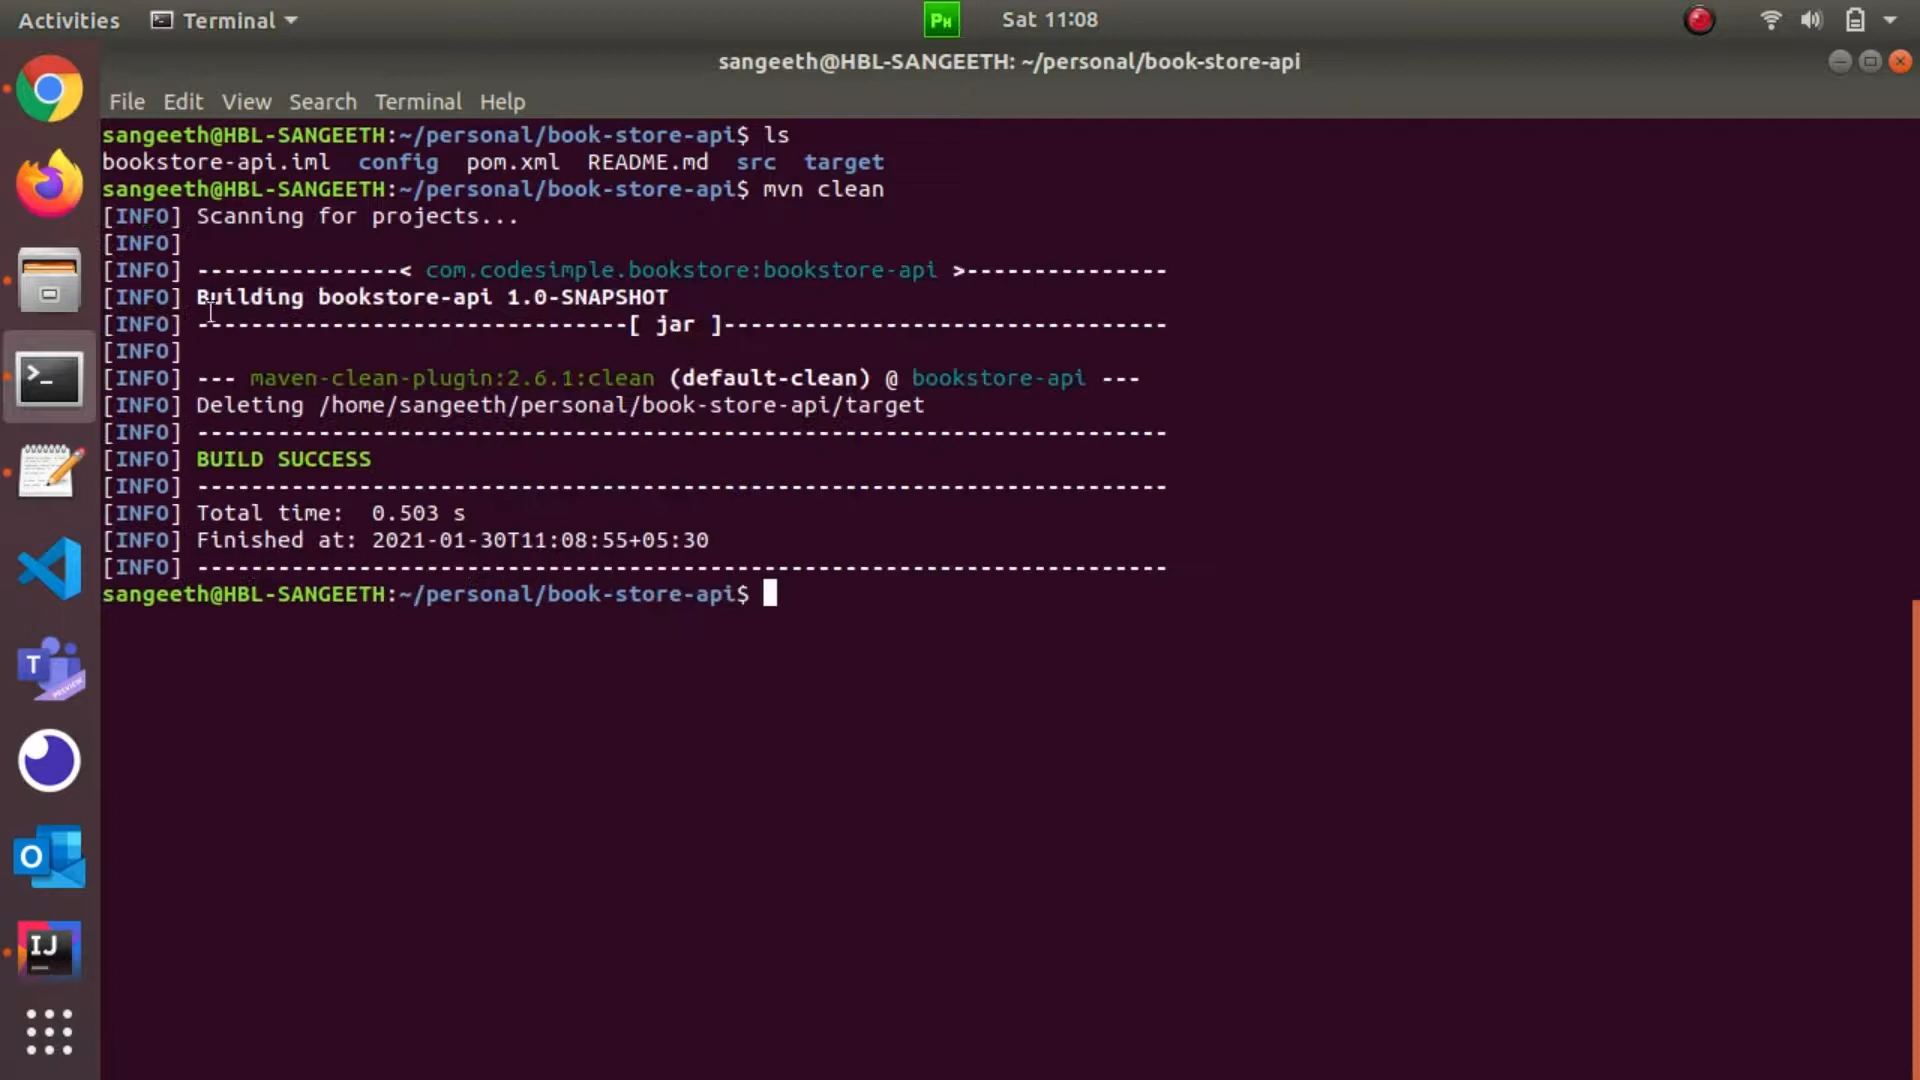 Activities Terminal PH Sat 11:08
sangeeth@HBL-SANGEETH: ~/personal/book-store-api
File Edit View Search Terminal Help
sangeeth@HBL-SANGEETH:~/personal/book-store-api$ ls
bookstore-api.iml config pom.xml README.md src target
sangeeth@HBL-SANGEETH:~/personal/book-store-api$ mvn clean
[INFO] Scanning for projects...
[INFO]
[INFO] ---------------< com.codesimple.bookstore:bookstore-api >---------------
[INFO] Building bookstore-api 1.0-SNAPSHOT
[INFO] --------------------------------[ jar ]---------------------------------
[INFO]
[INFO] --- maven-clean-plugin:2.6.1:clean (default-clean) @ bookstore-api ---
[INFO] Deleting /home/sangeeth/personal/book-store-api/target
[INFO] ------------------------------------------------------------------------
[INFO] BUILD SUCCESS
[INFO] ------------------------------------------------------------------------
[INFO] Total time:  0.503 s
[INFO] Finished at: 2021-01-30T11:08:55+05:30
[INFO] ------------------------------------------------------------------------
sangeeth@HBL-SANGEETH:~/personal/book-store-api$
>_
T
PREVIEW
O
IJ